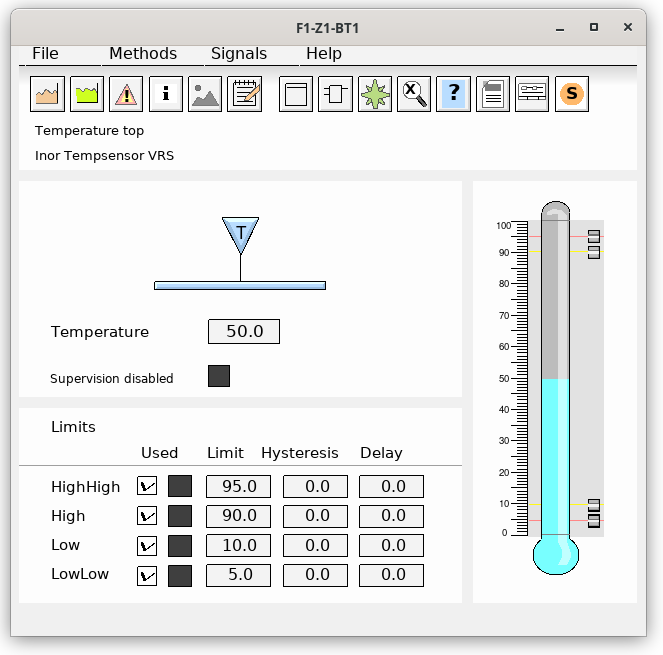 F1-Z1-BT1
File Methods Signals Help
i X ? S
Temperature top
Inor Tempsensor VRS
T
Temperature 50.0
Supervision disabled
Limits
Used Limit Hysteresis Delay
HighHigh 95.0 0.0 0.0
High 90.0 0.0 0.0
Low 10.0 0.0 0.0
LowLow 5.0 0.0 0.0
100
90
80
70
60
50
40
30
20
10
0